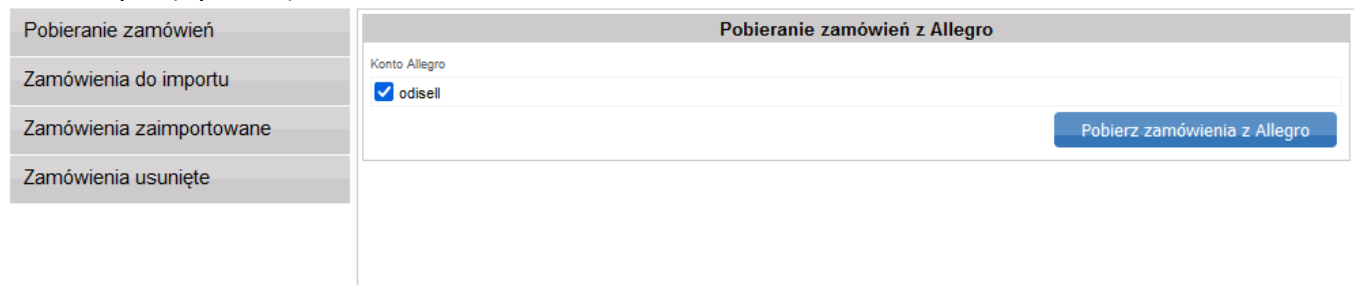 Pobieranie zamówień
Zamówienia do importu
Zamówienia zaimportowane
Zamówienia usunięte
Pobieranie zamówień z Allegro
Konto Allegro
odisell
Pobierz zamówienia z Allegro